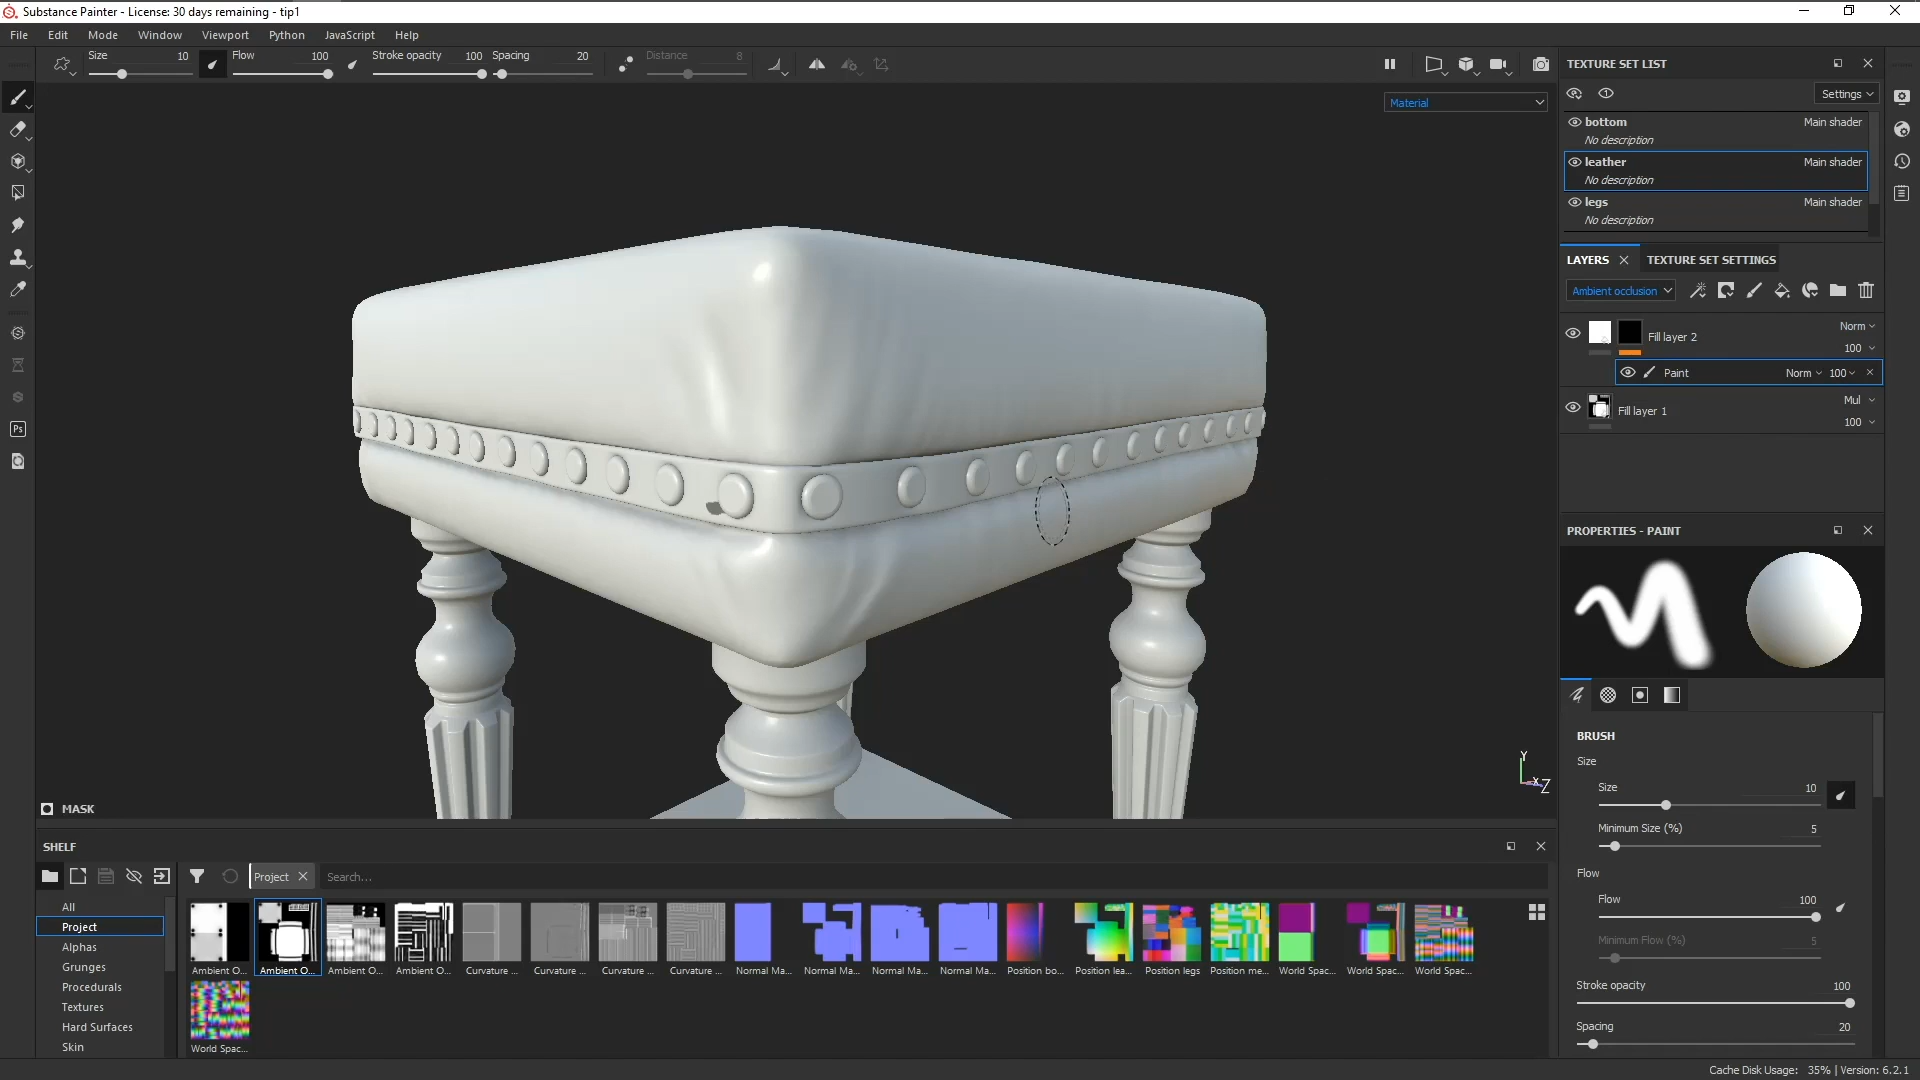 Substance Painter - License: 30 days remaining - tip1
File Edit Mode Window Viewport Python JavaScript Help
Size 10 Flow 100 Stroke opacity 100 Spacing 20 Distance 8
Material
MASK
Y
X
Z
TEXTURE SET LIST
Settings
bottom Main shader
No description
leather Main shader
No description
legs Main shader
No description
LAYERS TEXTURE SET SETTINGS
Ambient occlusion
Fill layer 2 Norm
100
Paint Norm 100
Fill layer 1 Mul
100
PROPERTIES - PAINT
BRUSH
Size
Size 10
Minimum Size (%) 5
Flow
Flow 100
Minimum Flow (%) 5
Stroke opacity 100
Spacing 20
Ps
SHELF
Project Search...
All
Project
Alphas
Grunges
Procedurals
Textures
Hard Surfaces
Skin
Ambient O... Ambient O... Ambient O... Ambient O... Curvature ... Curvature ... Curvature ... Curvature ... Normal Ma... Normal Ma... Normal Ma... Normal Ma... Position bo... Position lea... Position legs Position me... World Spac... World Spac... World Spac...
World Spac...
Cache Disk Usage: 35% | Version: 6.2.1